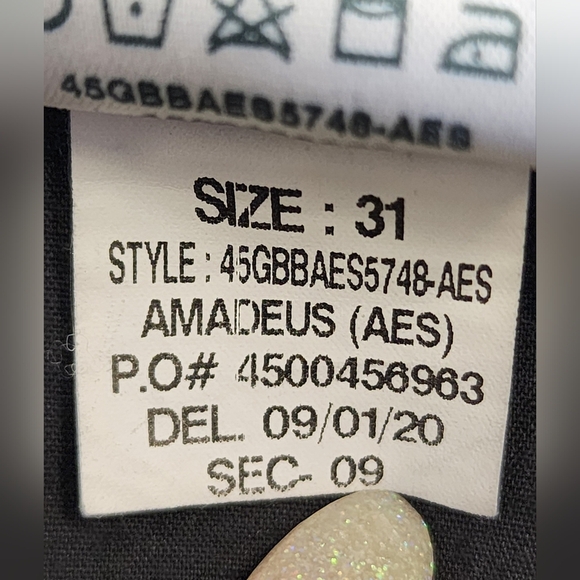 45GBBAES5748-AES
SIZE : 31
STYLE : 45GBBAES5748-AES
AMADEUS (AES)
P.O# 4500456963
DEL. 09/01/20
SEC- 09